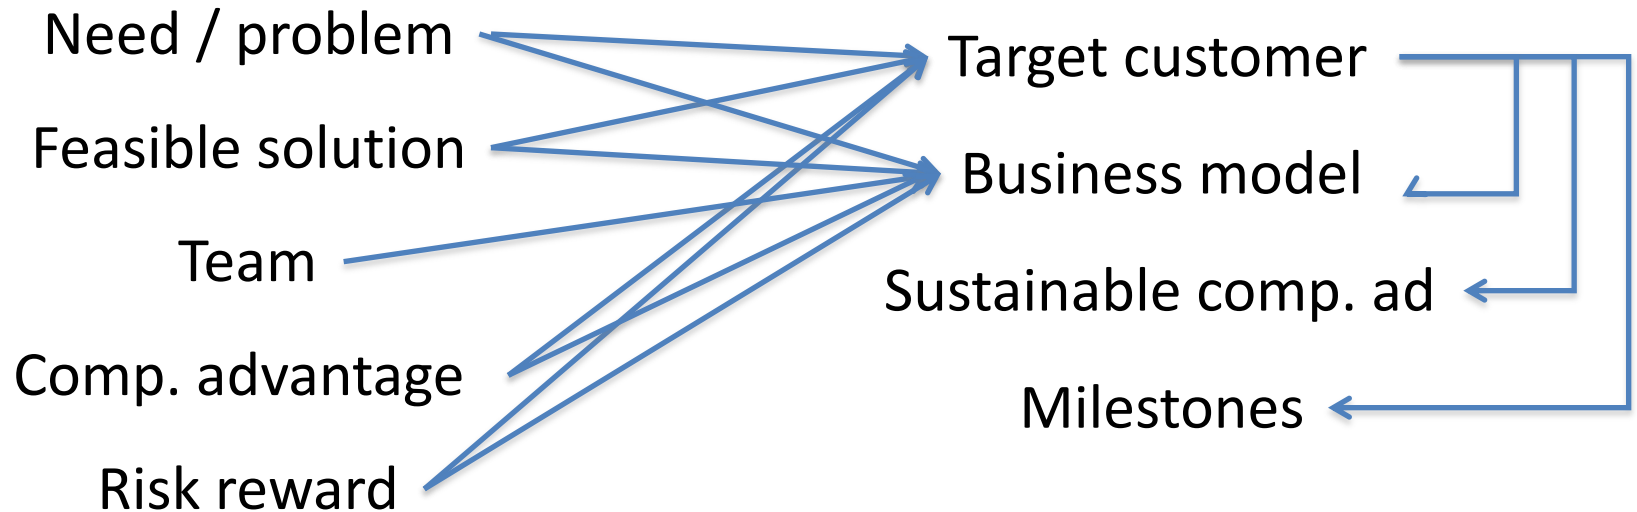 Need / problem
Feasible solution
Team
Comp. advantage
Risk reward
Target customer
Business model
Sustainable comp. ad
Milestones